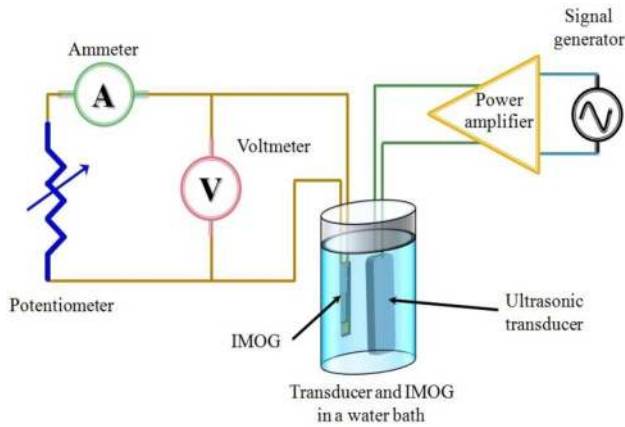 Signal
generator
Ammeter
A
Power
amplifier
Voltmeter
V
Potentiometer
Ultrasonic
transducer
IMOG
Transducer and IMOG
in a water bath